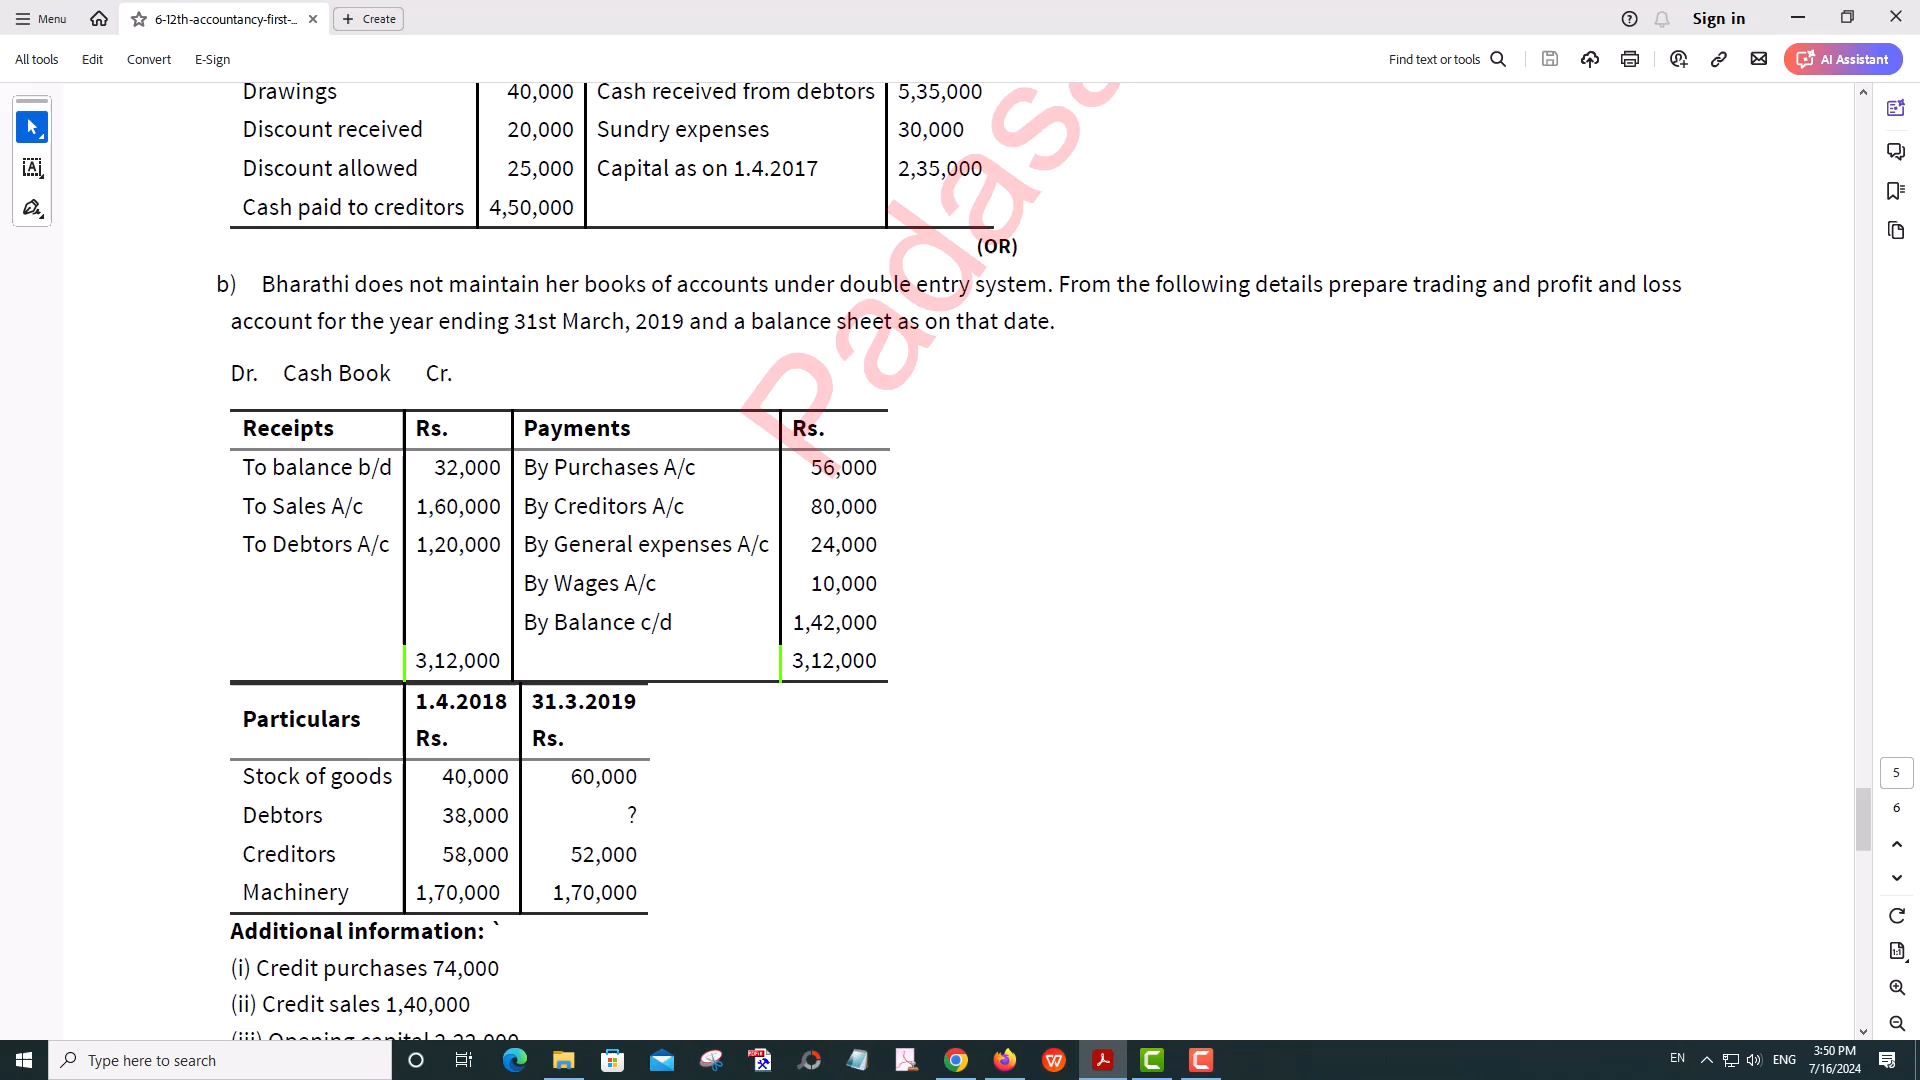 Menu
6-12th-accountancy-first-...
Create
Sign in
All tools
Edit
Convert
E-Sign
Find text or tools
AI Assistant
Drawings 40,000 Cash received from debtors 5,35,000
Discount received 20,000 Sundry expenses 30,000
Discount allowed 25,000 Capital as on 1.4.2017 2,35,000
Cash paid to creditors 4,50,000
(OR)
b) Bharathi does not maintain her books of accounts under double entry system. From the following details prepare trading and profit and loss
account for the year ending 31st March, 2019 and a balance sheet as on that date.
Dr. Cash Book Cr.
Receipts Rs. Payments Rs.
To balance b/d 32,000 By Purchases A/c 56,000
To Sales A/c 1,60,000 By Creditors A/c 80,000
To Debtors A/c 1,20,000 By General expenses A/c 24,000
By Wages A/c 10,000
By Balance c/d 1,42,000
3,12,000 3,12,000
Particulars 1.4.2018 31.3.2019
Rs. Rs.
Stock of goods 40,000 60,000
Debtors 38,000 ?
Creditors 58,000 52,000
Machinery 1,70,000 1,70,000
Additional information: `
(i) Credit purchases 74,000
(ii) Credit sales 1,40,000
(iii) Opening capital 2,22,000
Padasa
5
6
Type here to search
EN
ENG
3:50 PM
7/16/2024